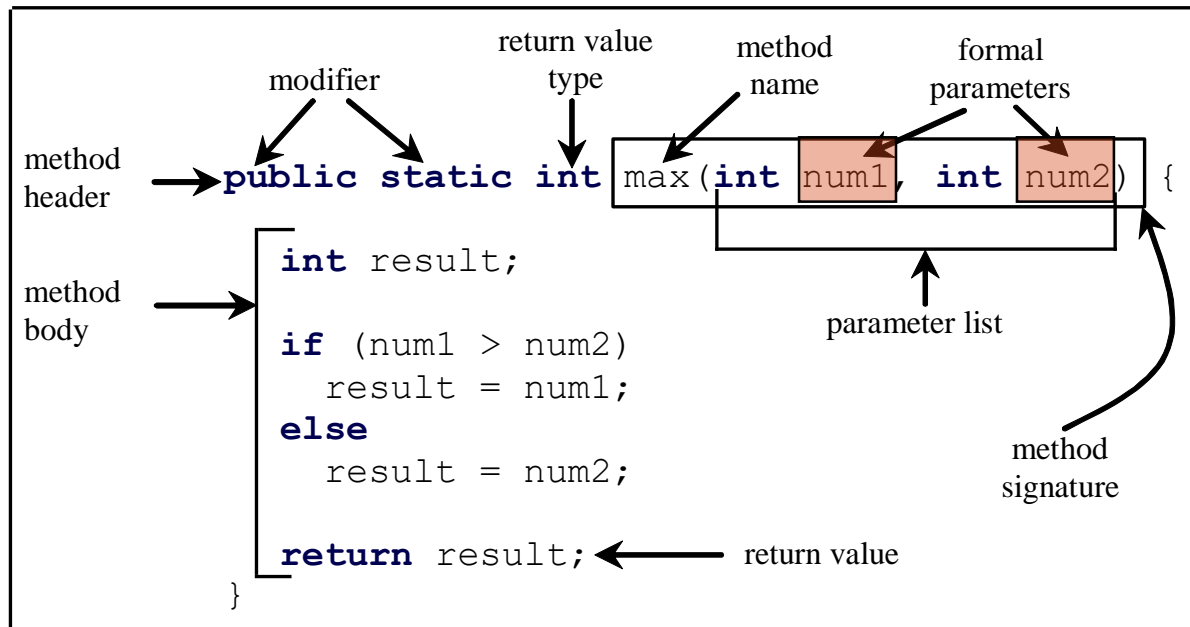 return value
type
method
name
formal
parameters
modifier
method
header
public static int max(int num1, int num2) {
method
body
int result;
parameter list
if (num1 > num2)
result = num1;
else
result = num2;
method
signature
return result;
return value
}